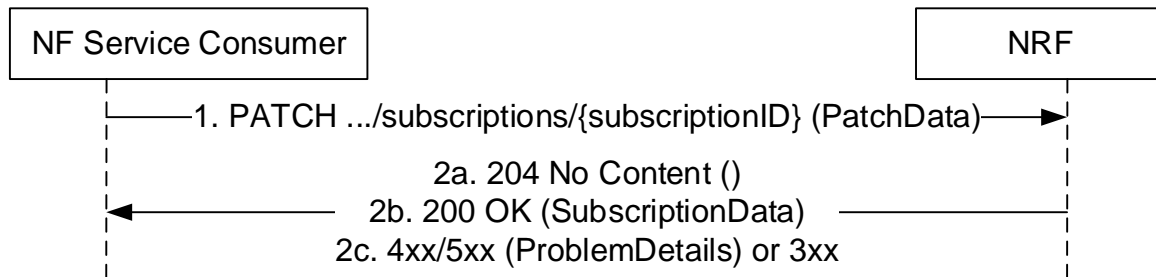 NF Service Consumer
NRF
1. PATCH .../subscriptions/{subscriptionID} (PatchData)
2a. 204 No Content ()
2b. 200 OK (SubscriptionData)
2c. 4xx/5xx (ProblemDetails) or 3xx